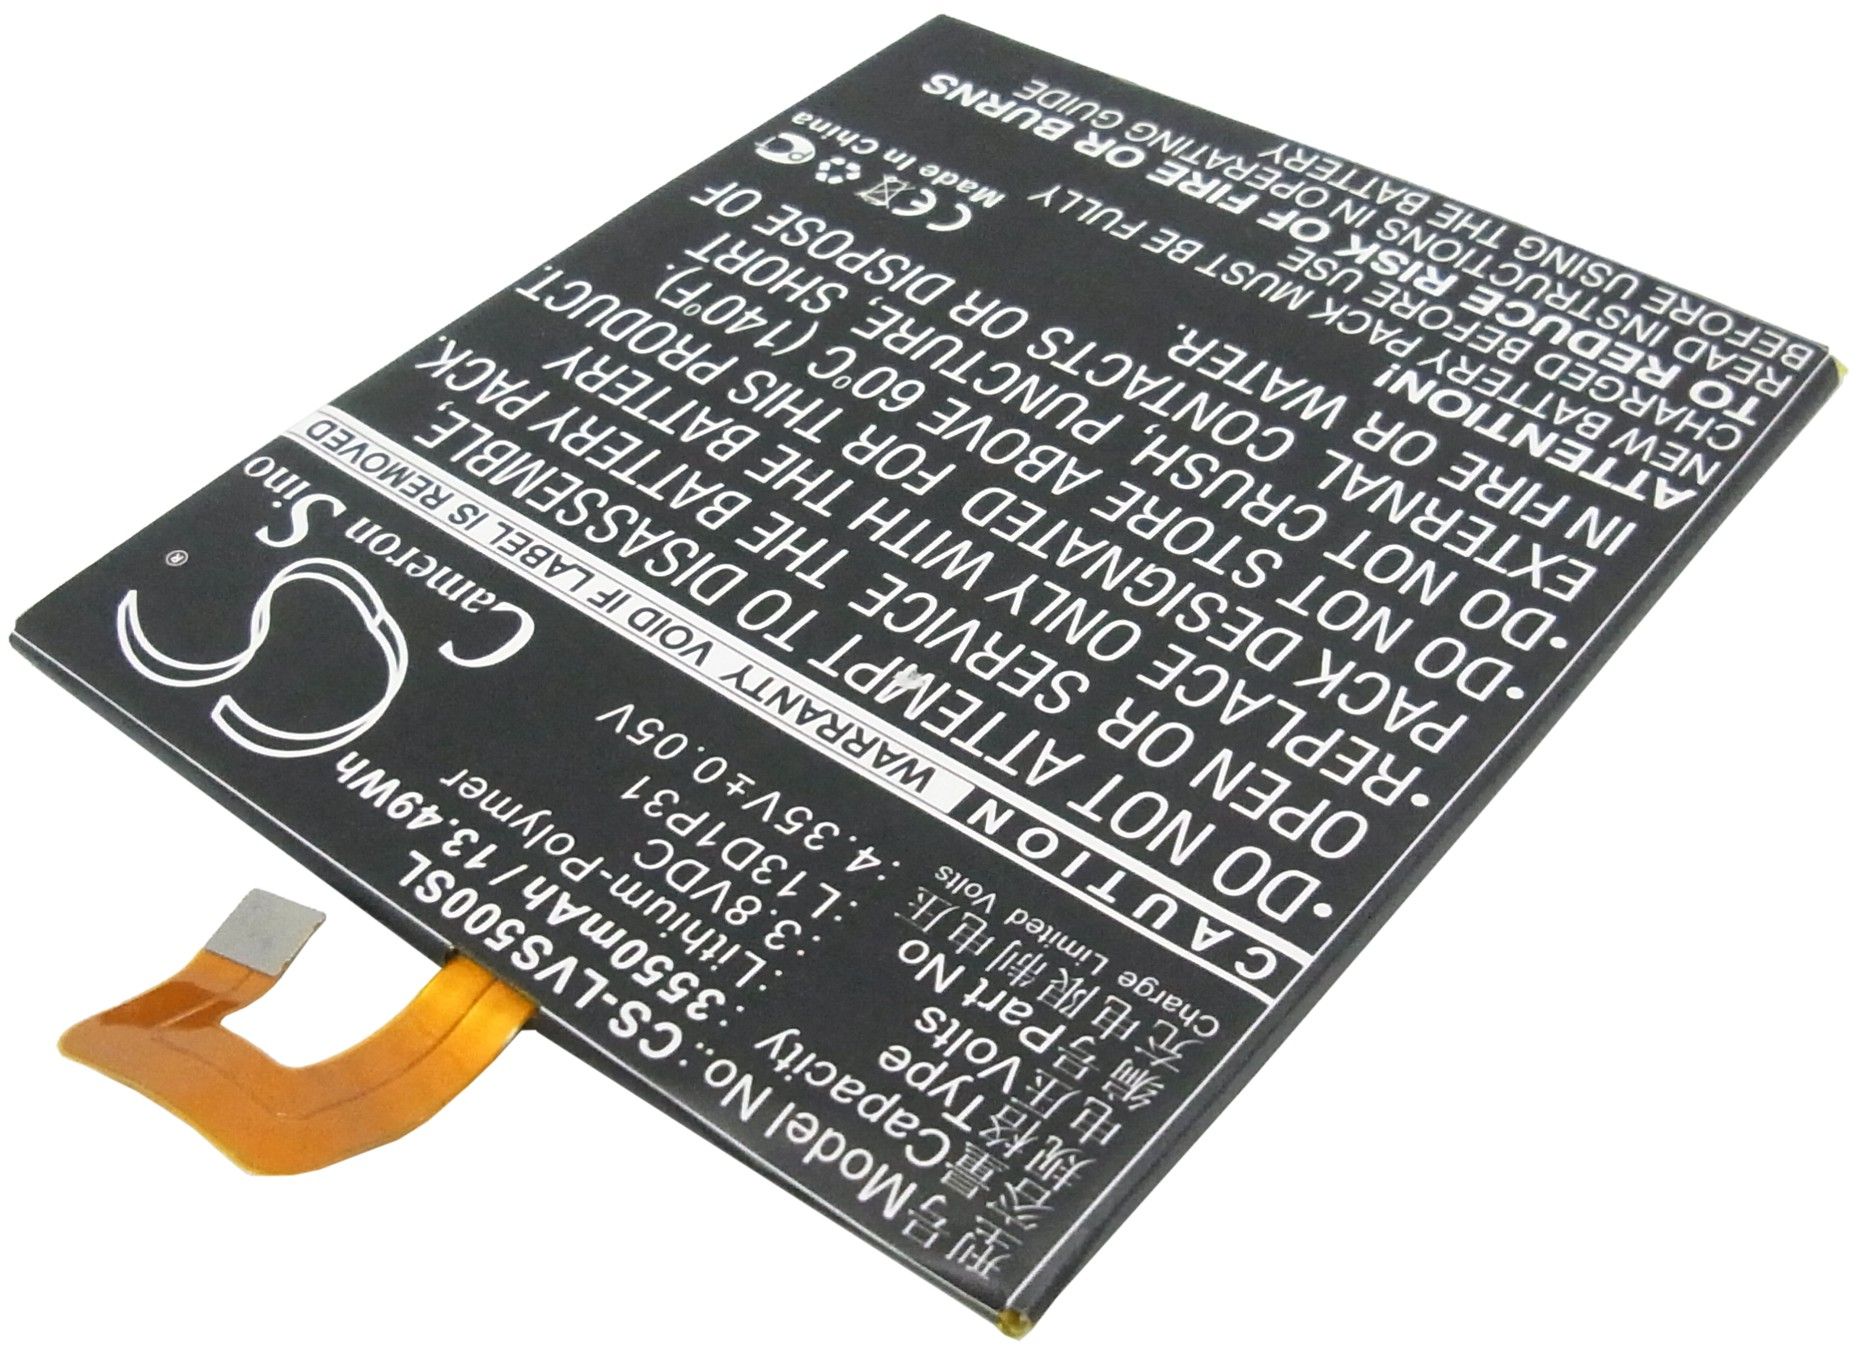 型号Model No.: CS-LVS500SL
容量Capacity :3550mAh / 13.49Wh
规格Type :Lithium-Polymer
电压Volts :3.8VDC
编号Part No :L13D1P31
充电限制电压 :4.35V±0.05V
Charge Limited Volts
Cameron Sino
®
CAUTION WARRANTY VOID IF LABEL IS REMOVED
•DO NOT ATTEMPT TO DISASSEMBLE,
OPEN OR SERVICE THE BATTERY PACK.
•REPLACE ONLY WITH THE BATTERY
PACK DESIGNATED FOR THIS PRODUCT.
•DO NOT STORE ABOVE 60°C (140°F).
•DO NOT CRUSH, PUNCTURE, SHORT
EXTERNAL CONTACTS OR DISPOSE OF
IN FIRE OR WATER.
ATTENTION!
NEW BATTERY PACK MUST BE FULLY
CHARGED BEFORE USE
TO REDUCE RISK OF FIRE OR BURNS
READ INSTRUCTIONS IN OPERATING GUIDE
BEFORE USING THE BATTERY
CE
PCT
Made In China